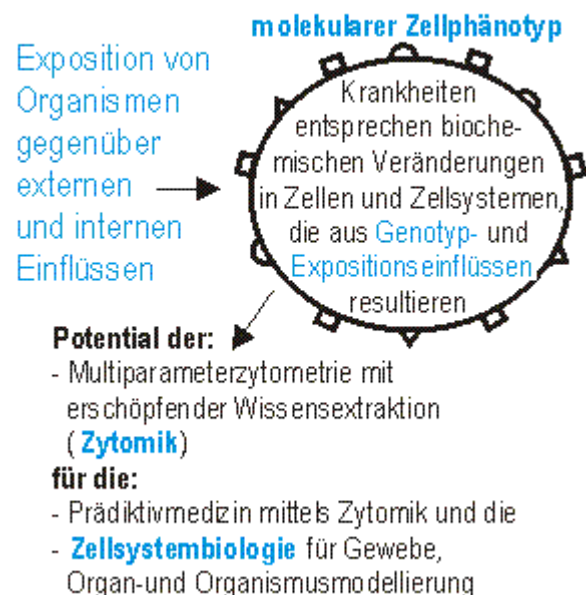 molekularer Zellphänotyp
Exposition von
Organismen
gegenüber
externen
und internen
Einflüssen
Krankheiten
entsprechen bioche-
mischen Veränderungen
in Zellen und Zellsystemen,
die aus Genotyp- und
Expositionseinflüssen
resultieren
Potential der:
- Multiparameterzytometrie mit
erschöpfender Wissensextraktion
(Zytomik)
für die:
- Prädiktivmedizin mittels Zytomik und die
- Zellsystembiologie für Gewebe,
Organ-und Organismusmodellierung